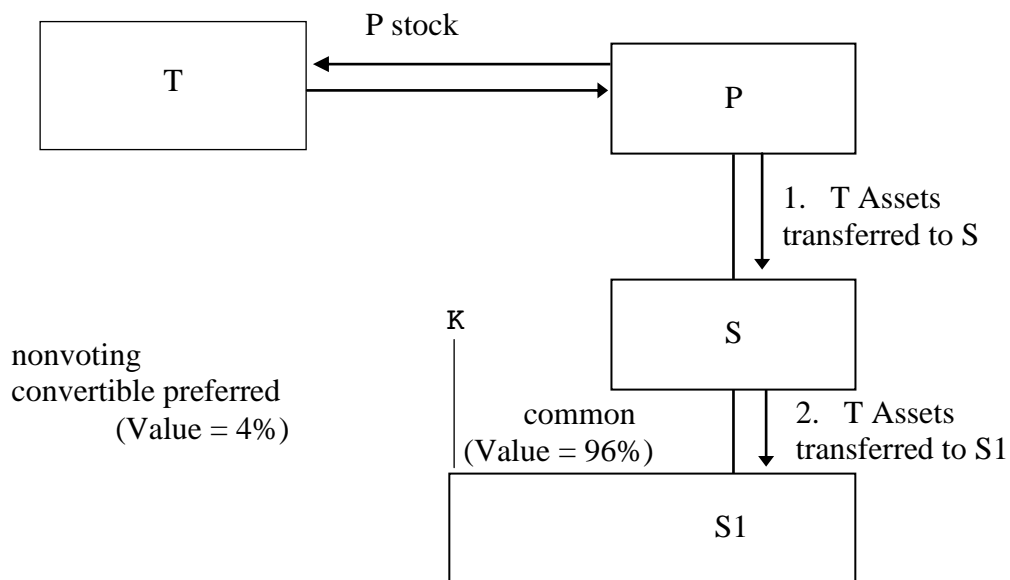 P stock
T
P
1. T Assets
transferred to S
K
S
nonvoting
convertible preferred
(Value = 4%)
common
(Value = 96%)
2. T Assets
transferred to S1
S1